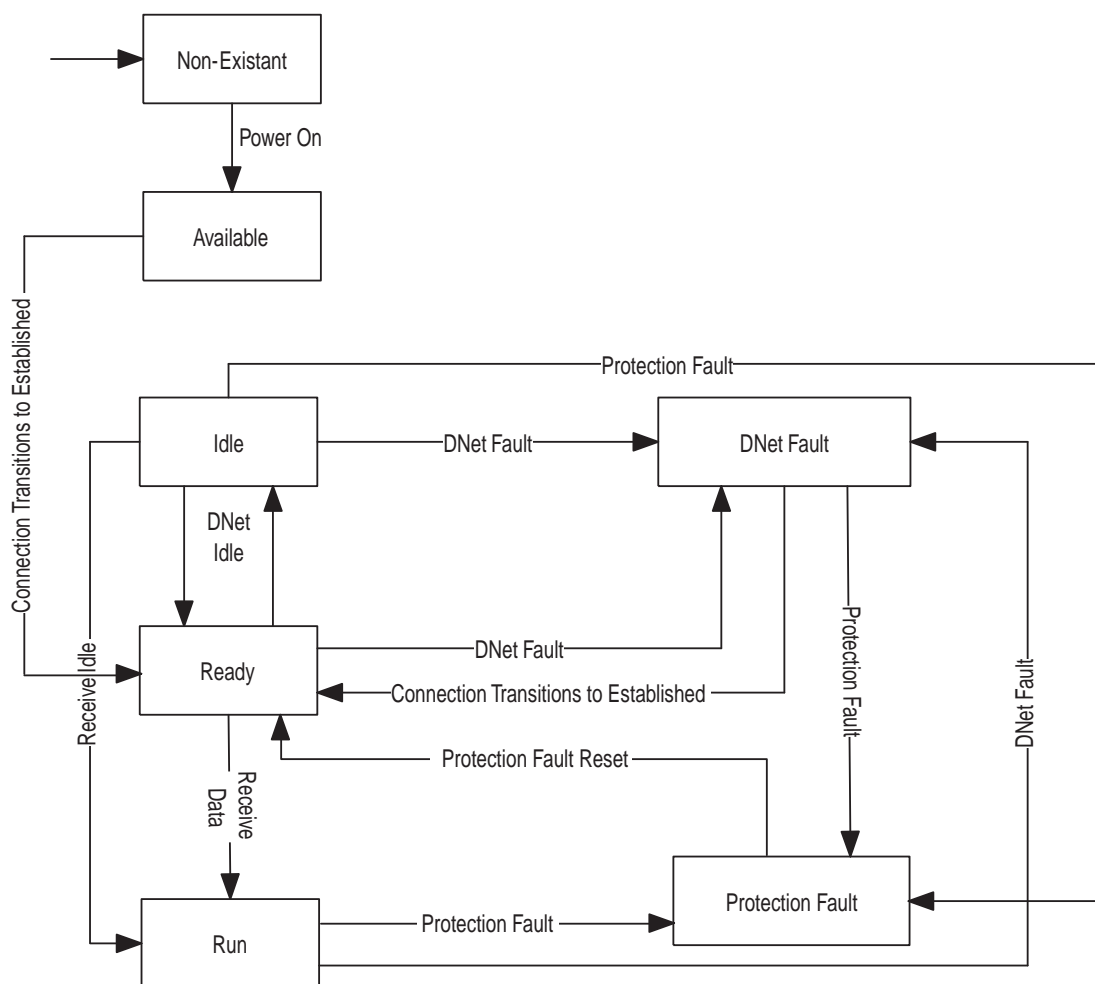 Non-Existant
Power On
Available
Connection Transitions to Established
Protection Fault
Idle
DNet Fault
DNet Fault
DNet
Idle
Protection Fault
DNet Fault
Ready
DNet Fault
Connection Transitions to Established
Receive Idle
Protection Fault Reset
Receive
Data
Protection Fault
Run
Protection Fault